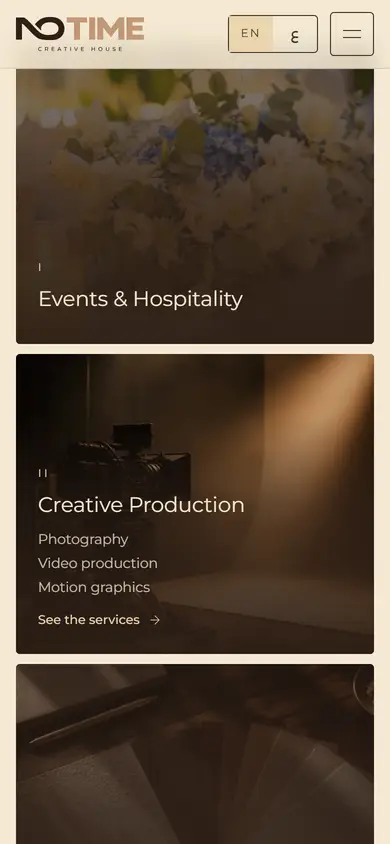 NOTIME
CREATIVE HOUSE
EN
ع
I
Events & Hospitality
II
Creative Production
Photography
Video production
Motion graphics
See the services →